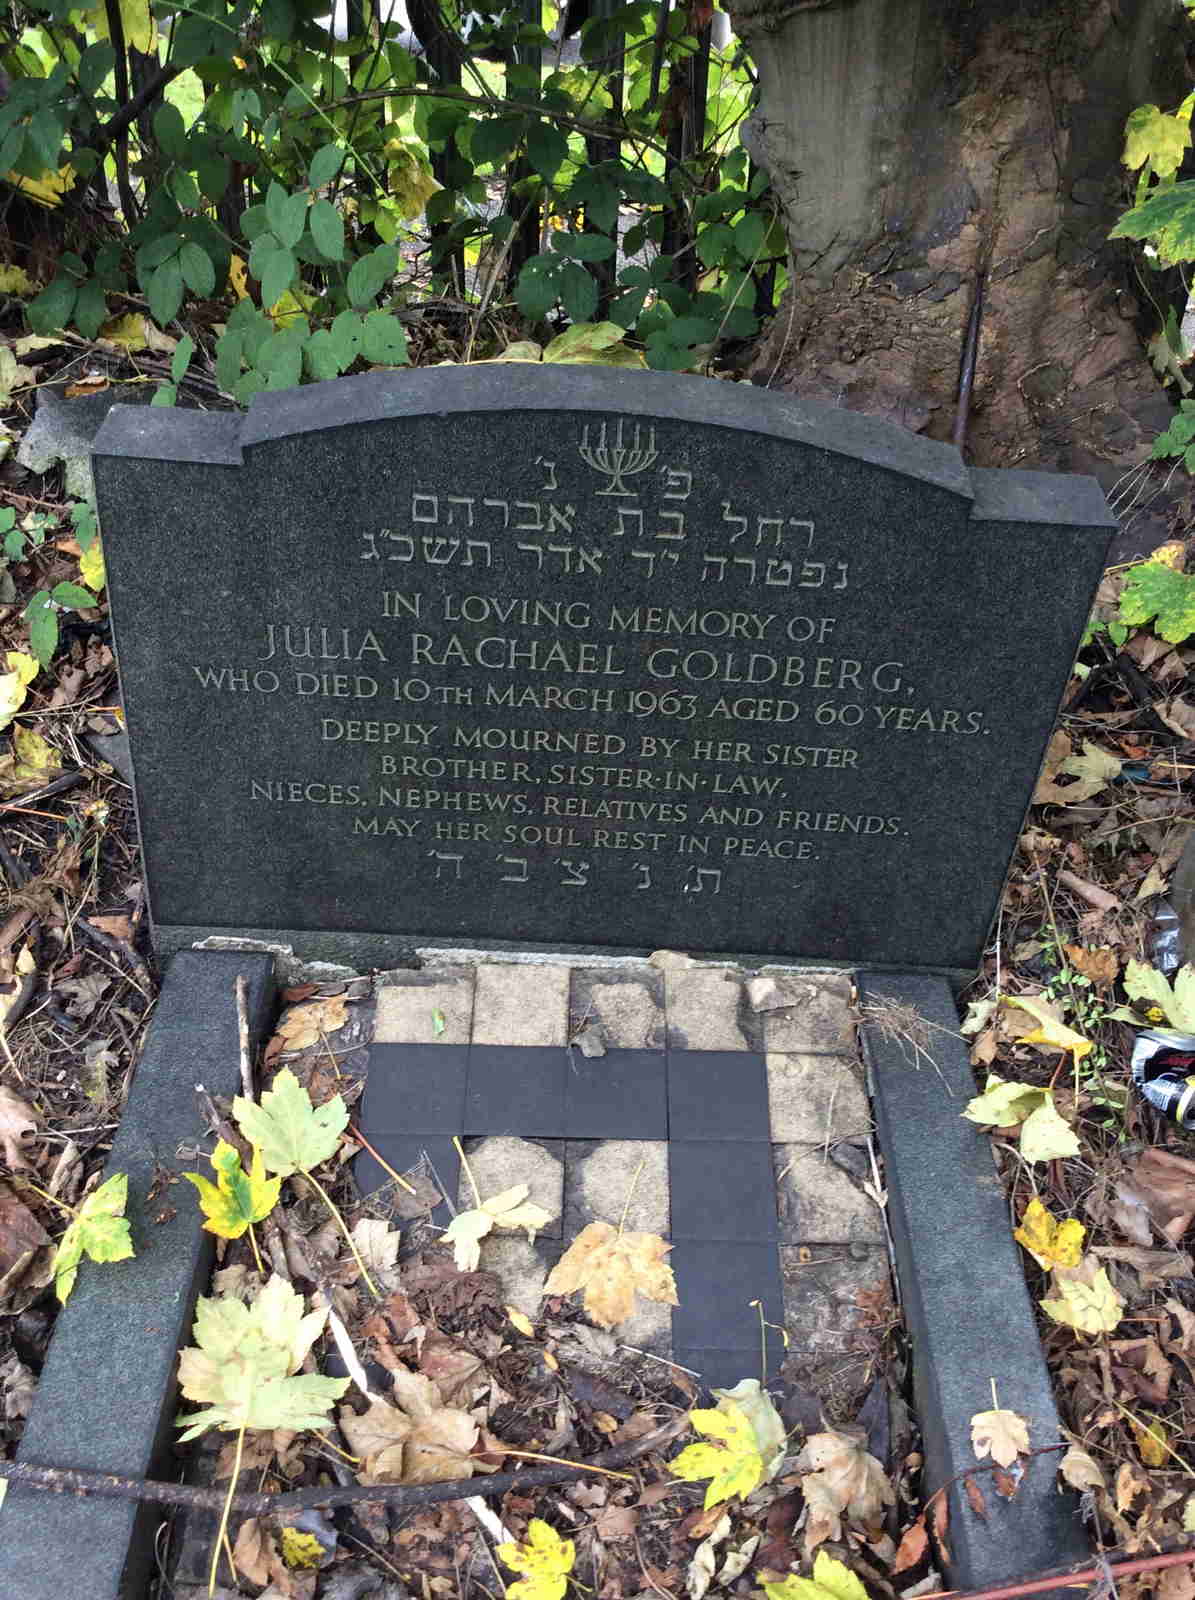 פ' נ'
רחל בת אברהם
נפטרה י"ד אדר תשכ"ג
IN LOVING MEMORY OF
JULIA RACHAEL GOLDBERG,
WHO DIED 10TH MARCH 1963 AGED 60 YEARS.
DEEPLY MOURNED BY HER SISTER
BROTHER, SISTER·IN·LAW,
NIECES, NEPHEWS, RELATIVES AND FRIENDS.
MAY HER SOUL REST IN PEACE.
ת' נ' צ' ב' ה'